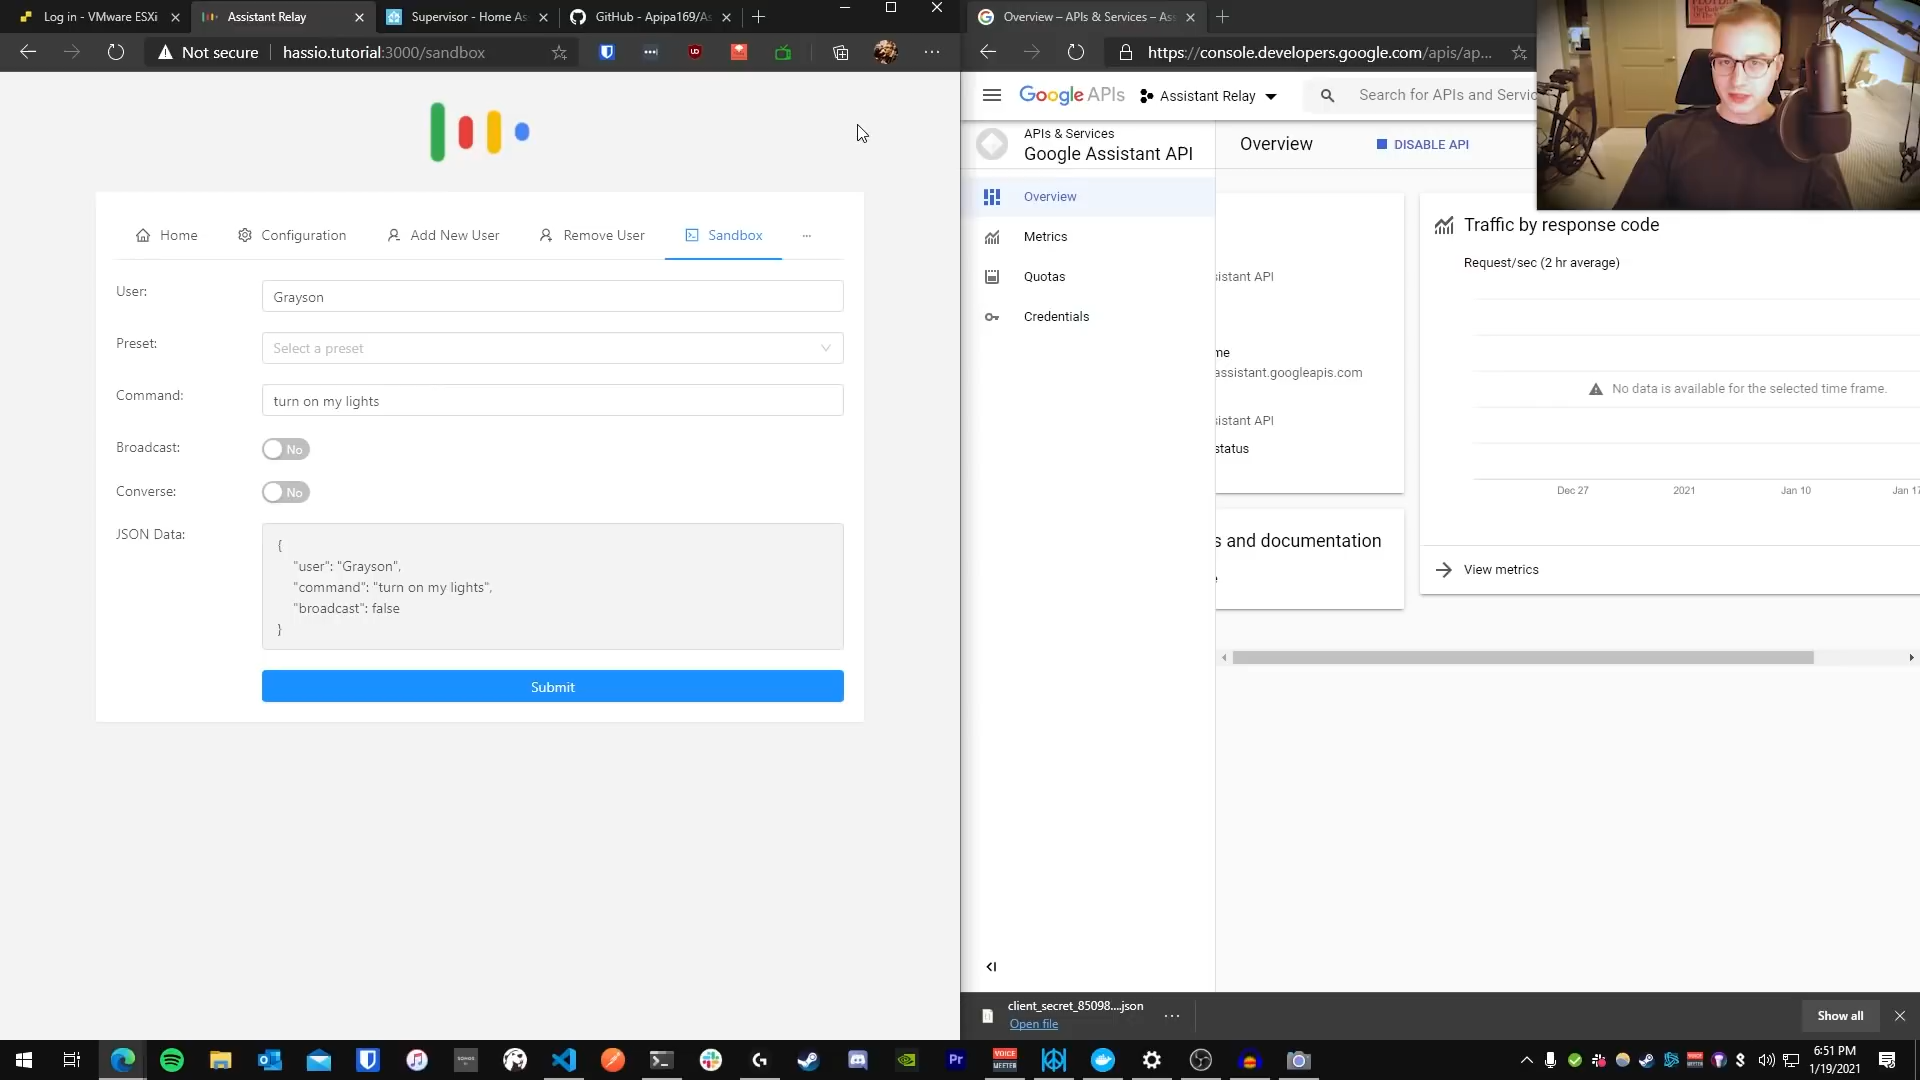 Log in - VMware ESXi
Assistant Relay
Supervisor - Home As
GitHub - Apipa169/As
Overview – APIs & Services – Ass
Not secure
hassio.tutorial:3000/sandbox
https://console.developers.google.com/apis/ap...
Google APIs
Assistant Relay
Search for APIs and Servic
APIs & Services
Google Assistant API
Overview
DISABLE API
Home
Configuration
Add New User
Remove User
Sandbox
...
User:
Grayson
Preset:
Select a preset
Command:
turn on my lights
Broadcast:
No
Converse:
No
JSON Data:
{
"user": "Grayson",
"command": "turn on my lights",
"broadcast": false
}
Submit
Overview
Metrics
Quotas
Credentials
istant API
me
assistant.googleapis.com
istant API
status
s and documentation
Traffic by response code
Request/sec (2 hr average)
No data is available for the selected time frame.
Dec 27
2021
Jan 10
Jan 17
View metrics
client_secret_85098....json
Open file
Show all
SONOS
Pr
VOICE
MEETER
6:51 PM
1/19/2021